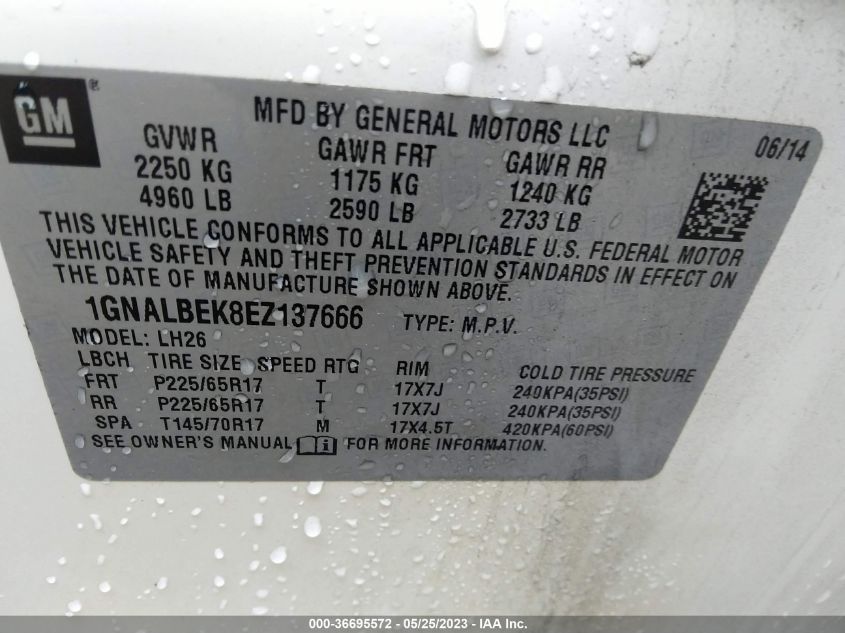 GM ®
MFD BY GENERAL MOTORS LLC
06/14
GVWR GAWR FRT GAWR RR
2250 KG 1175 KG 1240 KG
4960 LB 2590 LB 2733 LB
THIS VEHICLE CONFORMS TO ALL APPLICABLE U.S. FEDERAL MOTOR
VEHICLE SAFETY AND THEFT PREVENTION STANDARDS IN EFFECT ON
THE DATE OF MANUFACTURE SHOWN ABOVE.
1GNALBEK8EZ137666 TYPE: M.P.V.
MODEL: LH26
LBCH TIRE SIZE SPEED RTG RIM COLD TIRE PRESSURE
FRT P225/65R17 T 17X7J 240KPA(35PSI)
RR P225/65R17 T 17X7J 240KPA(35PSI)
SPA T145/70R17 M 17X4.5T 420KPA(60PSI)
SEE OWNER'S MANUAL FOR MORE INFORMATION.
000-36695572 - 05/25/2023 - IAA Inc.